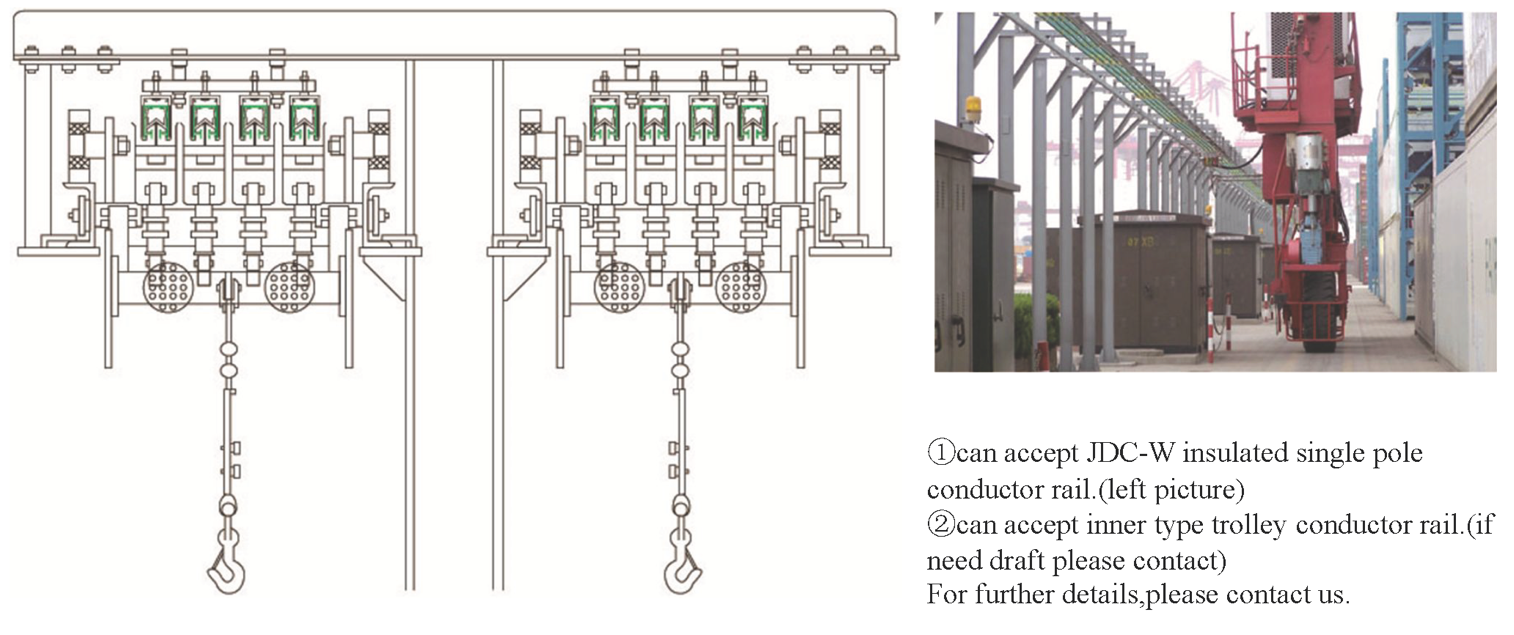 ①can accept JDC-W insulated single pole
conductor rail.(left picture)
②can accept inner type trolley conductor rail.(if
need draft please contact)
For further details,please contact us.